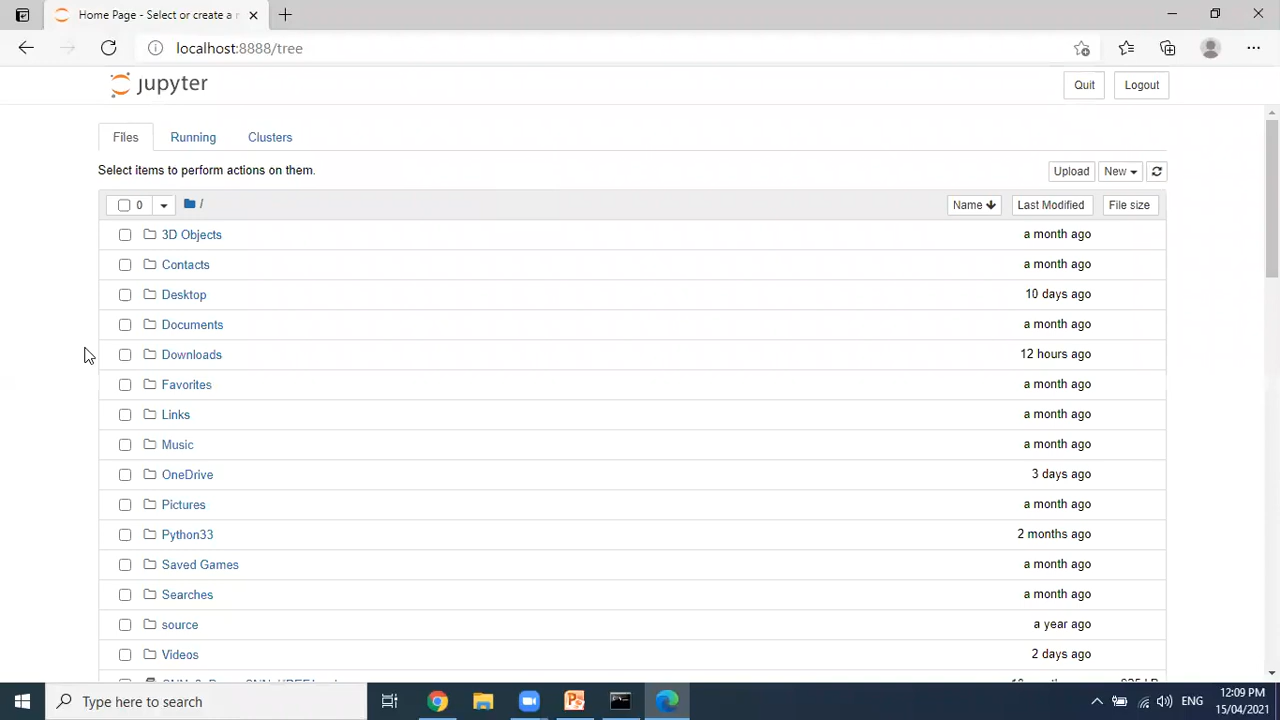 Home Page - Select or create a n
localhost:8888/tree
jupyter
Quit
Logout
Files
Running
Clusters
Select items to perform actions on them.
Upload
New
0
/
Name
Last Modified
File size
3D Objects
a month ago
Contacts
a month ago
Desktop
10 days ago
Documents
a month ago
Downloads
12 hours ago
Favorites
a month ago
Links
a month ago
Music
a month ago
OneDrive
3 days ago
Pictures
a month ago
Python33
2 months ago
Saved Games
a month ago
Searches
a month ago
source
a year ago
Videos
2 days ago
Type here to search
ENG
12:09 PM
15/04/2021